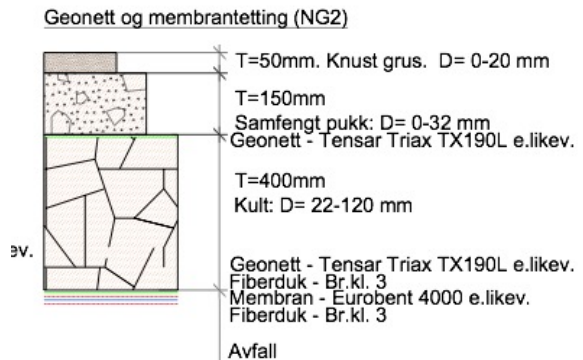 Geonett og membrantetting (NG2)
T=50mm. Knust grus. D= 0-20 mm
T=150mm
Samfengt pukk: D= 0-32 mm
Geonett - Tensar Triax TX190L e.likev.
T=400mm
Kult: D= 22-120 mm
ev.
Geonett - Tensar Triax TX190L e.likev.
Fiberduk - Br.kl. 3
Membran - Eurobent 4000 e.likev.
Fiberduk - Br.kl. 3
Avfall